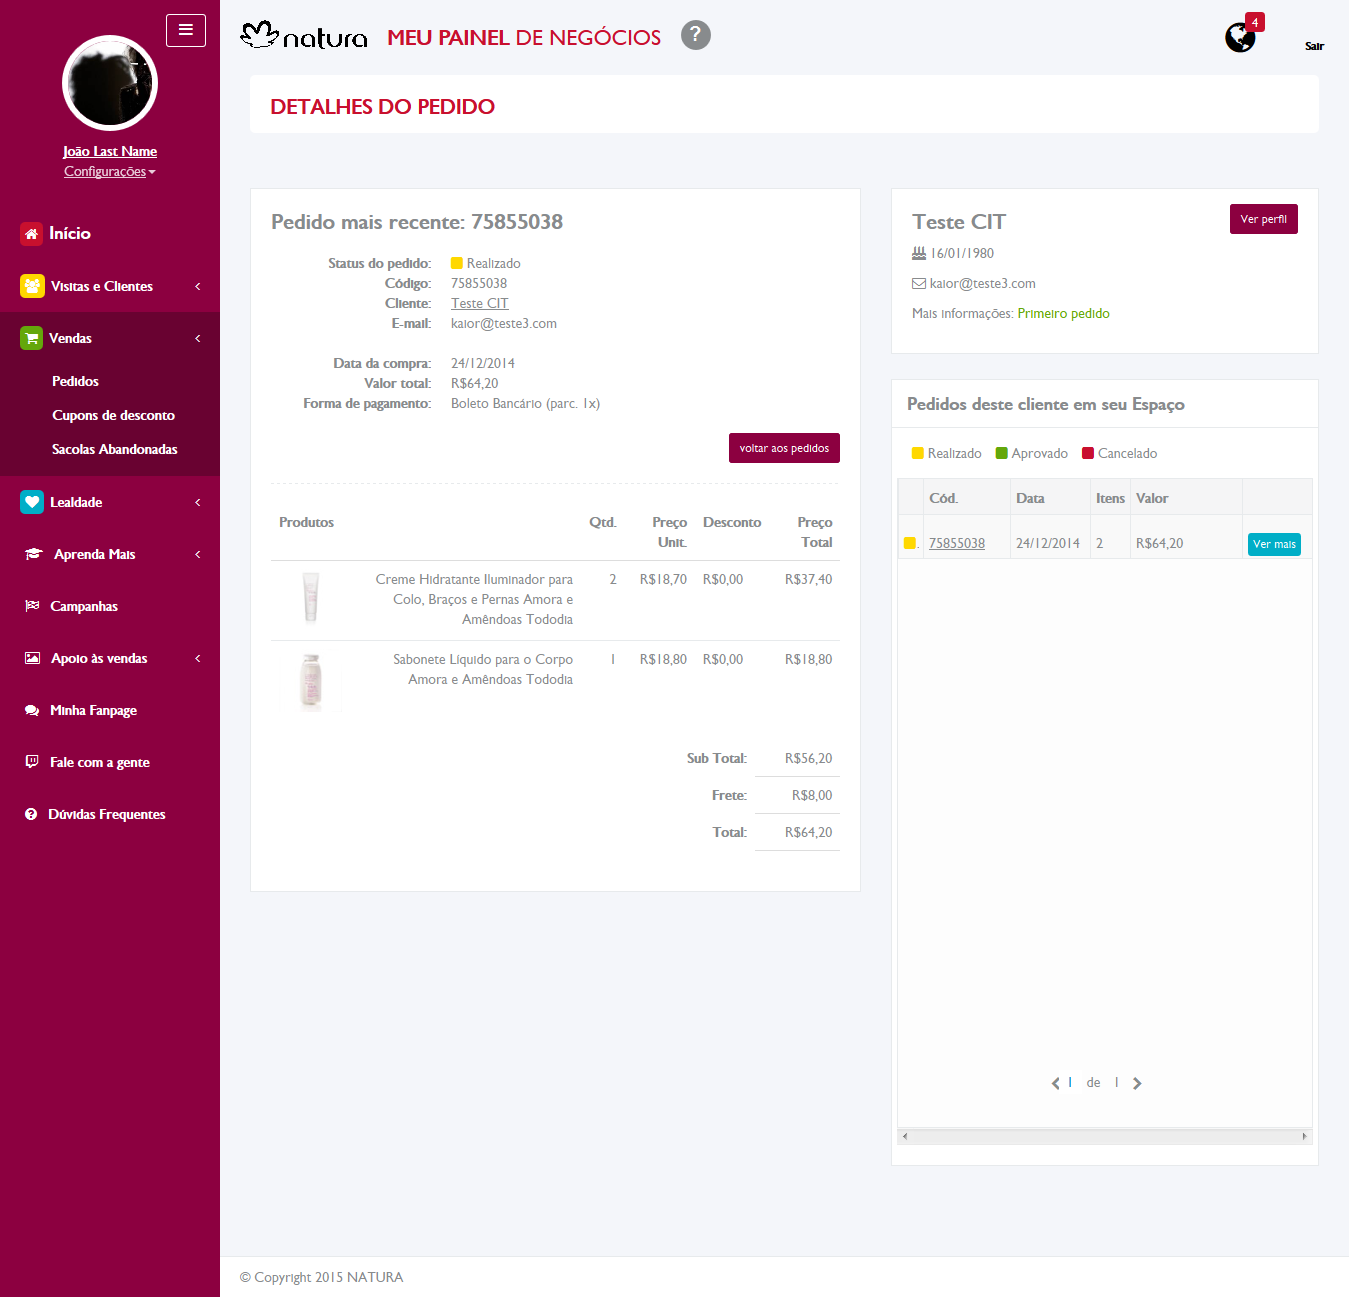 João Last Name
Configurações
Início
Visitas e Clientes
Vendas
Pedidos
Cupons de desconto
Sacolas Abandonadas
Lealdade
Aprenda Mais
Campanhas
Apoio às vendas
Minha Fanpage
Fale com a gente
Dúvidas Frequentes
natura MEU PAINEL DE NEGÓCIOS ?
4
Sair
DETALHES DO PEDIDO
Pedido mais recente: 75855038
Status do pedido: Realizado
Código: 75855038
Cliente: Teste CIT
E-mail: kaior@teste3.com
Data da compra: 24/12/2014
Valor total: R$64,20
Forma de pagamento: Boleto Bancário (parc. 1x)
voltar aos pedidos
Produtos Qtd. Preço Unit. Desconto Preço Total
Creme Hidratante Iluminador para 2 R$18,70 R$0,00 R$37,40
Colo, Braços e Pernas Amora e
Amêndoas Tododia
Sabonete Líquido para o Corpo 1 R$18,80 R$0,00 R$18,80
Amora e Amêndoas Tododia
Sub Total: R$56,20
Frete: R$8,00
Total: R$64,20
Teste CIT
Ver perfil
16/01/1980
kaior@teste3.com
Mais informações: Primeiro pedido
Pedidos deste cliente em seu Espaço
Realizado Aprovado Cancelado
Cód. Data Itens Valor
. 75855038 24/12/2014 2 R$64,20 Ver mais
1 de 1
© Copyright 2015 NATURA